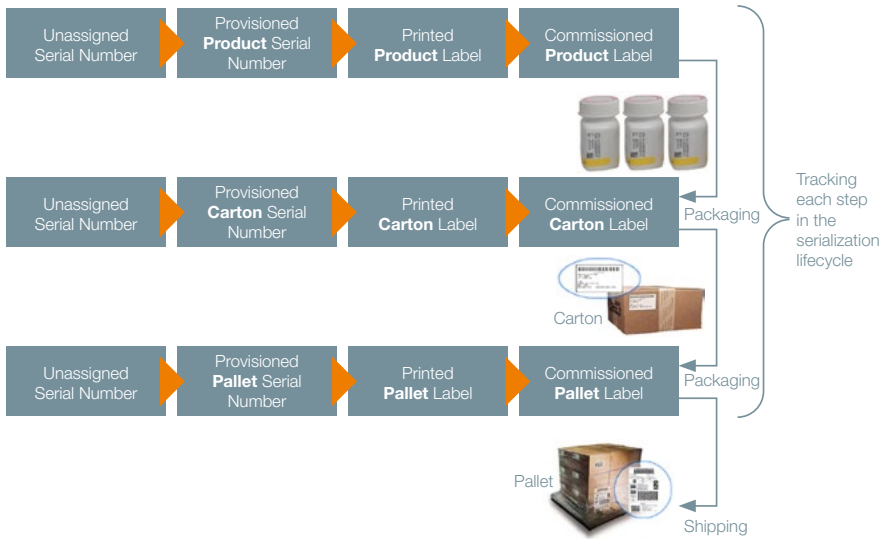 Unassigned
Serial Number
Provisioned
Product Serial
Number
Printed
Product Label
Commissioned
Product Label
Unassigned
Serial Number
Provisioned
Carton Serial
Number
Printed
Carton Label
Commissioned
Carton Label
Packaging
Tracking
each step
in the
serialization
lifecycle
Carton
Unassigned
Serial Number
Provisioned
Pallet Serial
Number
Printed
Pallet Label
Commissioned
Pallet Label
Packaging
Pallet
Shipping